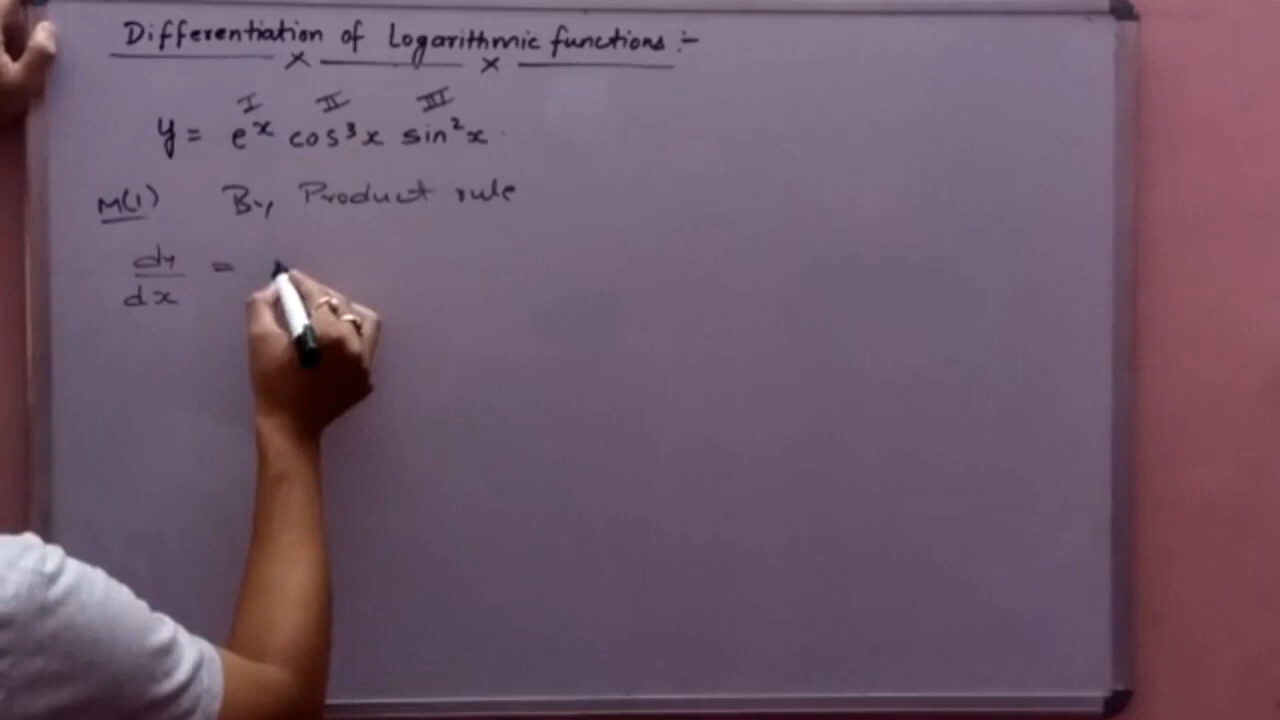 Differentiation of Logarithmic functions :-
× ×
I II III
y = e^x cos³x sin²x
M(1) By Product rule
dy
dx =